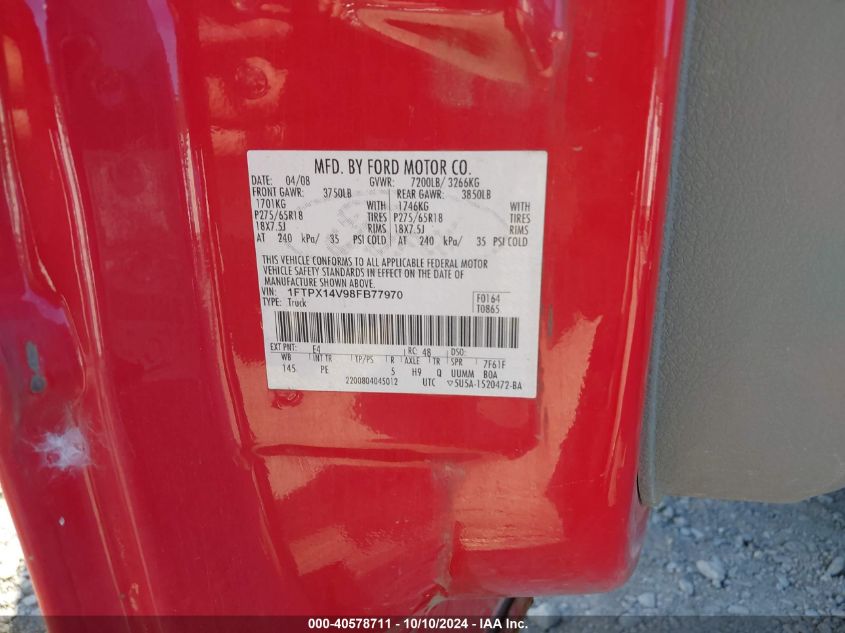 MFD. BY FORD MOTOR CO.
DATE: 04/08 GVWR: 7200LB/ 3266KG
FRONT GAWR: 3750LB REAR GAWR: 3850LB
1701KG WITH 1746KG WITH
P275/65R18 TIRES P275/65R18 TIRES
18X7.5J RIMS 18X7.5J RIMS
AT 240 kPa/ 35 PSI COLD AT 240 kPa/ 35 PSI COLD
THIS VEHICLE CONFORMS TO ALL APPLICABLE FEDERAL MOTOR
VEHICLE SAFETY STANDARDS IN EFFECT ON THE DATE OF
MANUFACTURE SHOWN ABOVE.
VIN: 1FTPX14V98FB77970 F0164
TYPE: Truck T0865
EXT PNT: E4 RC: 48 DSO:
WB INT TR TP/PS R AXLE TR SPR 7F61F
145 PE 5 H9 Q UUMM BOA
2200804045012 UTC ▽5U5A-1520472-BA
000-40578711 - 10/10/2024 - IAA Inc.